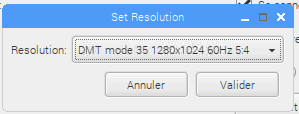 Set Resolution
Resolution: DMT mode 35 1280x1024 60Hz 5:4
Annuler Valider